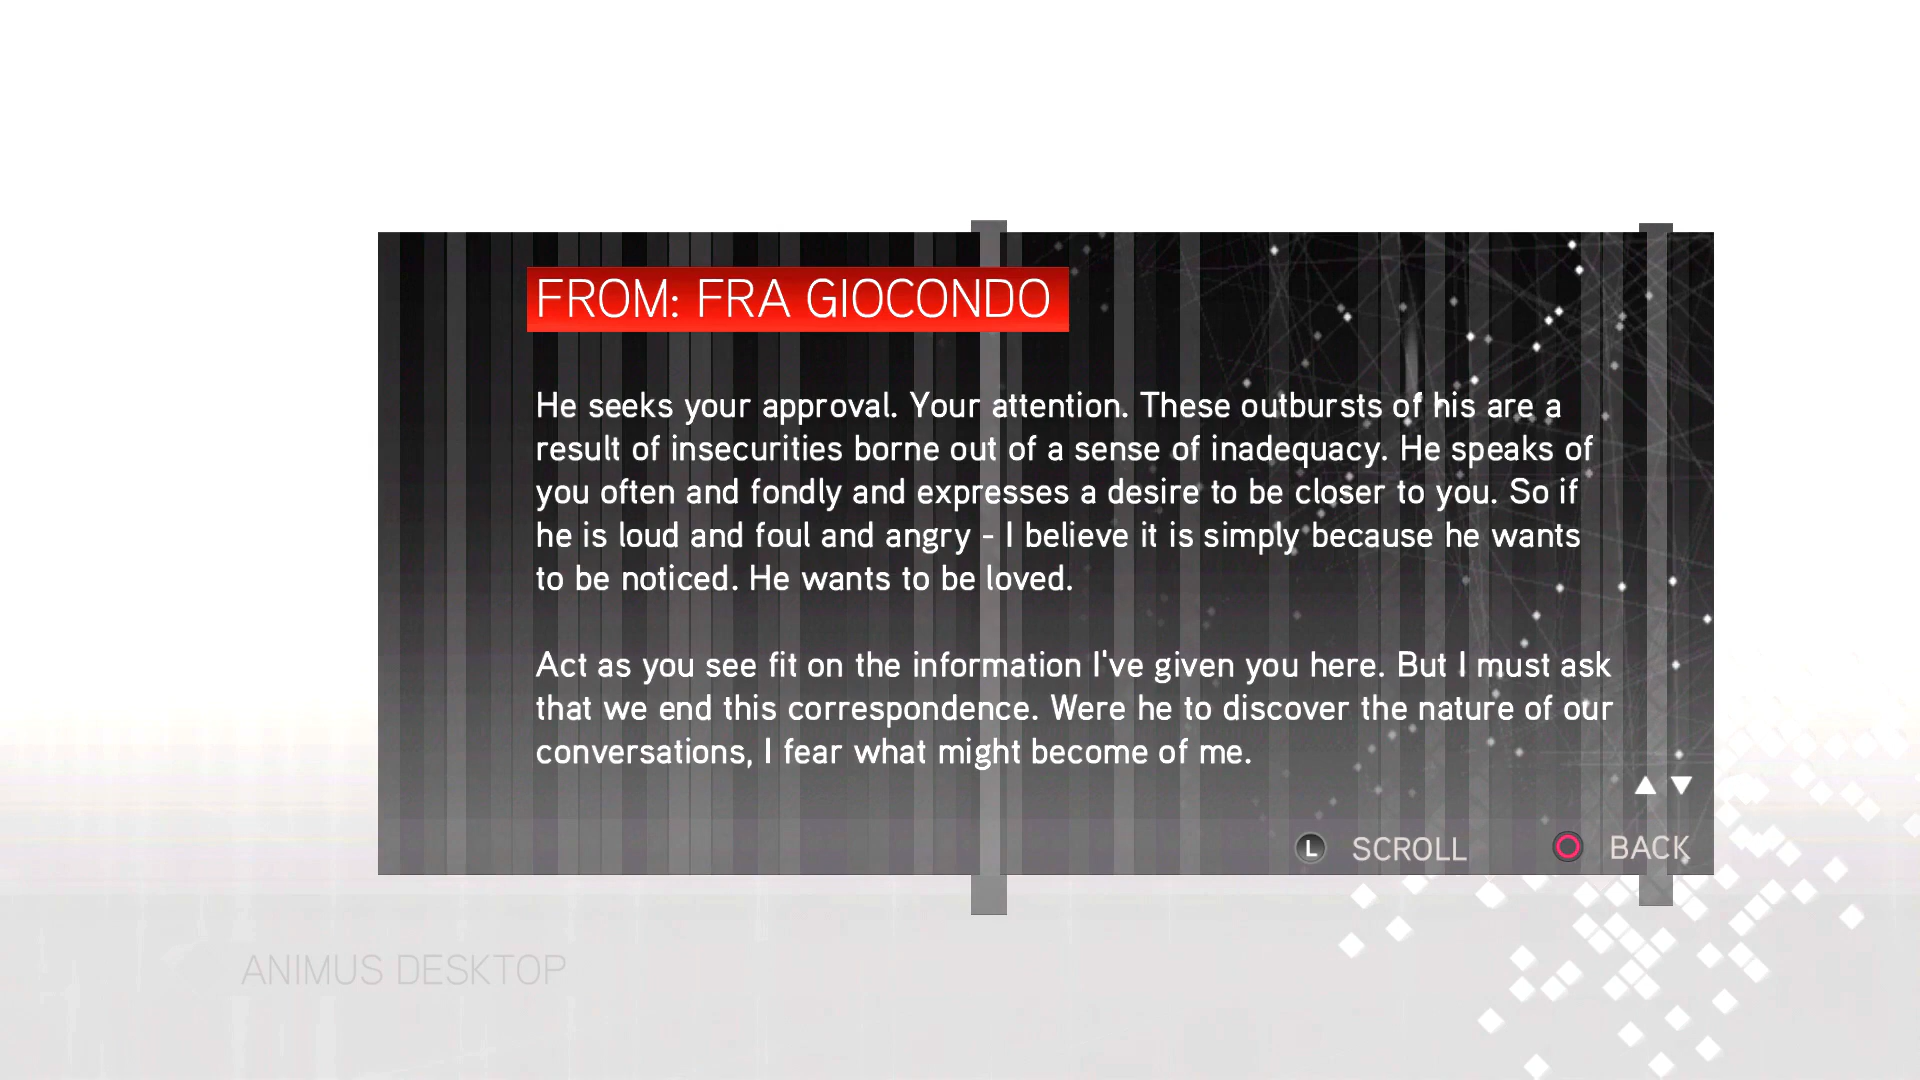 FROM: FRA GIOCONDO
He seeks your approval. Your attention. These outbursts of his are a
result of insecurities borne out of a sense of inadequacy. He speaks of
you often and fondly and expresses a desire to be closer to you. So if
he is loud and foul and angry - I believe it is simply because he wants
to be noticed. He wants to be loved.
Act as you see fit on the information I've given you here. But I must ask
that we end this correspondence. Were he to discover the nature of our
conversations, I fear what might become of me.
L SCROLL BACK
ANIMUS DESKTOP